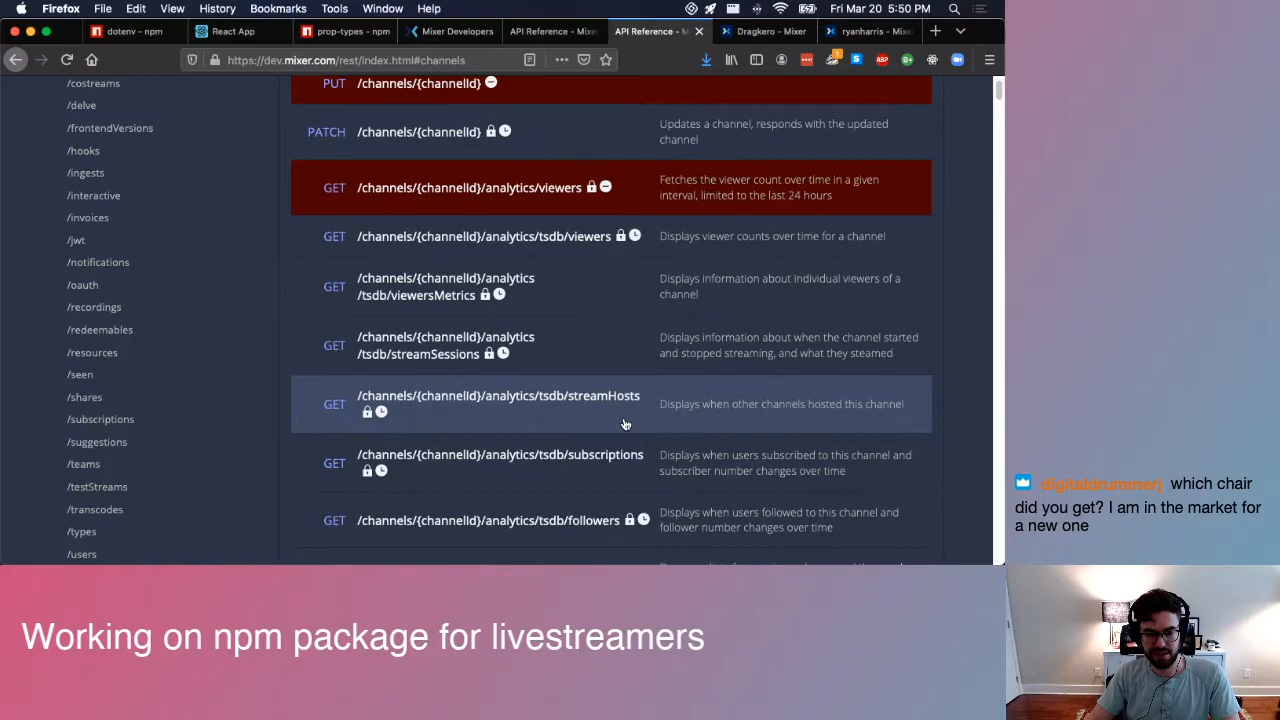 Firefox File Edit View History Bookmarks Tools Window Help Fri Mar 20 5:50 PM
dotenv - npm React App prop-types - npm Mixer Developers API Reference - Mixe API Reference - M Dragkero - Mixer ryanharris - Mixer
https://dev.mixer.com/rest/index.html#channels
/costreams
/delve
/frontendVersions
/hooks
/ingests
/interactive
/invoices
/jwt
/notifications
/oauth
/recordings
/redeemables
/resources
/seen
/shares
/subscriptions
/suggestions
/teams
/testStreams
/transcodes
/types
/users
PUT /channels/{channelId}
PATCH /channels/{channelId} Updates a channel, responds with the updated
channel
GET /channels/{channelId}/analytics/viewers Fetches the viewer count over time in a given
interval, limited to the last 24 hours
GET /channels/{channelId}/analytics/tsdb/viewers Displays viewer counts over time for a channel
GET /channels/{channelId}/analytics
/tsdb/viewersMetrics
Displays information about individual viewers of a
channel
GET /channels/{channelId}/analytics
/tsdb/streamSessions
Displays information about when the channel started
and stopped streaming, and what they steamed
GET /channels/{channelId}/analytics/tsdb/streamHosts
Displays when other channels hosted this channel
GET /channels/{channelId}/analytics/tsdb/subscriptions
Displays when users subscribed to this channel and
subscriber number changes over time
GET /channels/{channelId}/analytics/tsdb/followers
Displays when users followed to this channel and
follower number changes over time
digitaldrummerj which chair
did you get? I am in the market for
a new one
Working on npm package for livestreamers